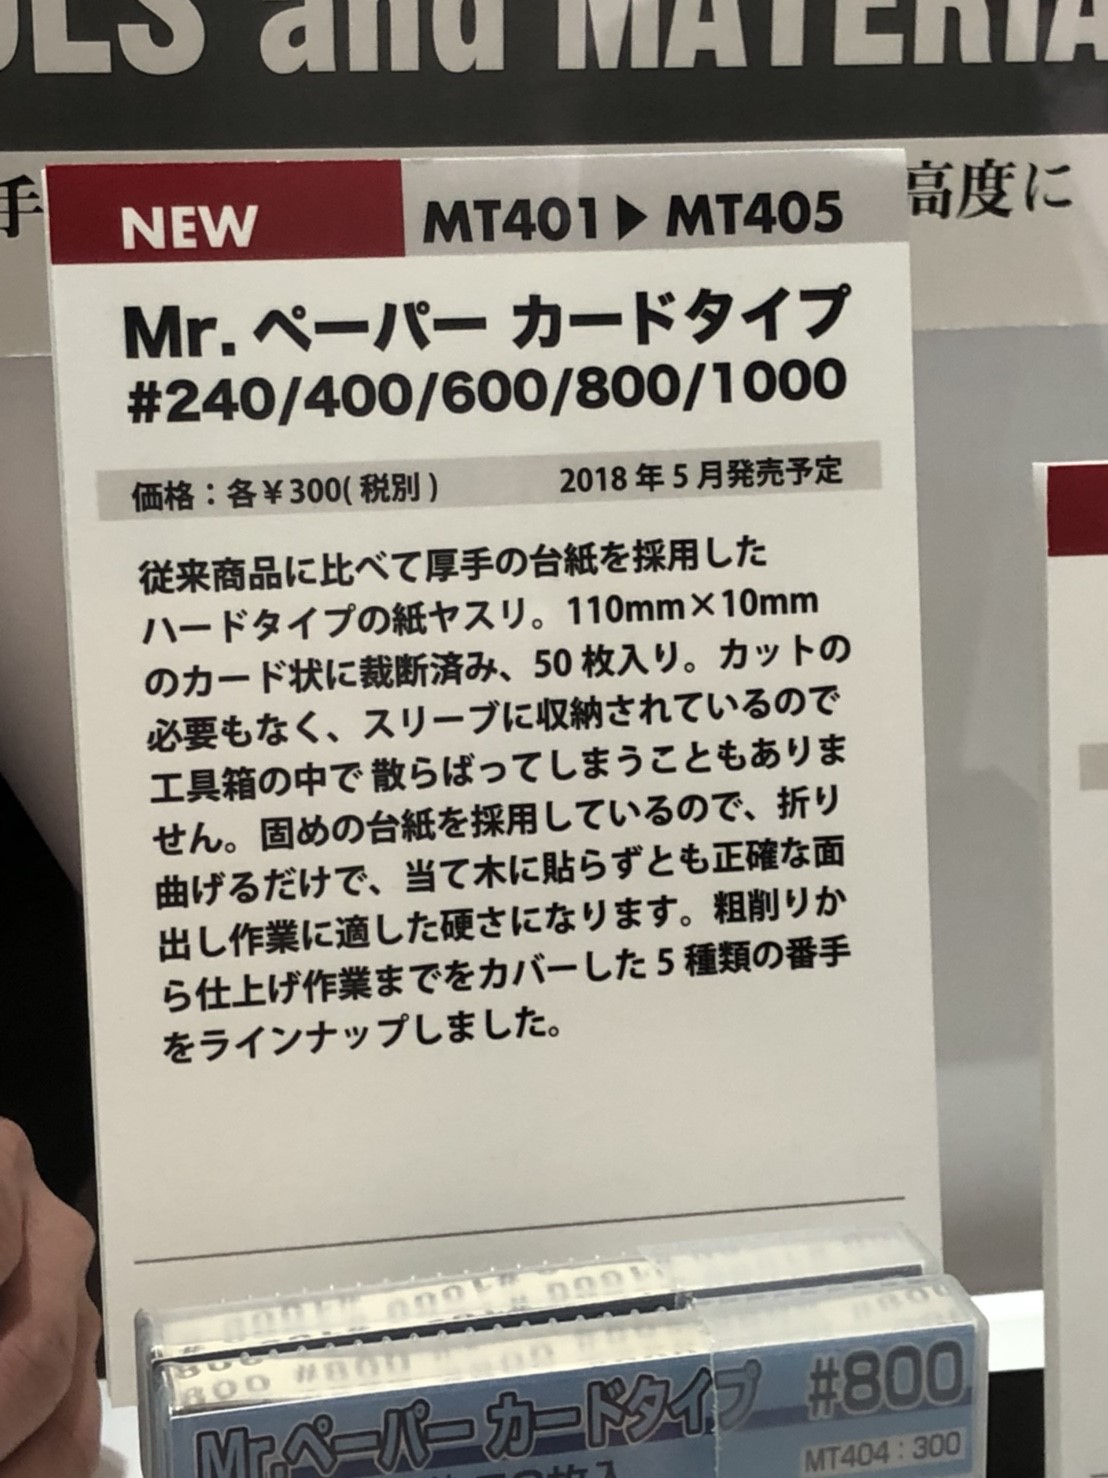 and MATERIA
手
高度に
NEW
MT401▶MT405
Mr.ペーパー カードタイプ
#240/400/600/800/1000
価格：各￥300(税別) 2018年5月発売予定
従来商品に比べて厚手の台紙を採用した
ハードタイプの紙ヤスリ。110mm×10mm
のカード状に裁断済み、50枚入り。カットの
必要もなく、スリーブに収納されているので
工具箱の中で 散らばってしまうこともありま
せん。固めの台紙を採用しているので、折り
曲げるだけで、当て木に貼らずとも正確な面
出し作業に適した硬さになります。粗削りか
ら仕上げ作業までをカバーした5種類の番手
をラインナップしました。
#800
Mr.ペーパー カードタイプ #800
MT404：300